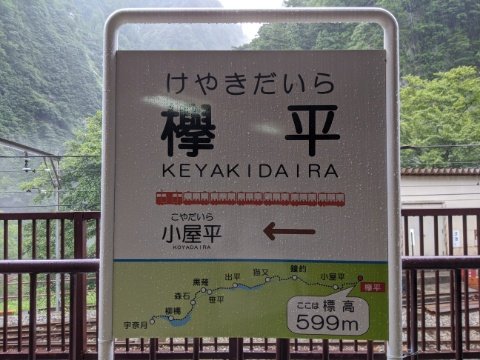 けやきだいら
欅 平
KEYAKIDAIRA
こやだいら
小屋平
KOYADAIRA
宇奈月 柳橋 森石 黒薙 笹平 出平 猫又 鐘釣 小屋平 欅平
ここは 標高
599m